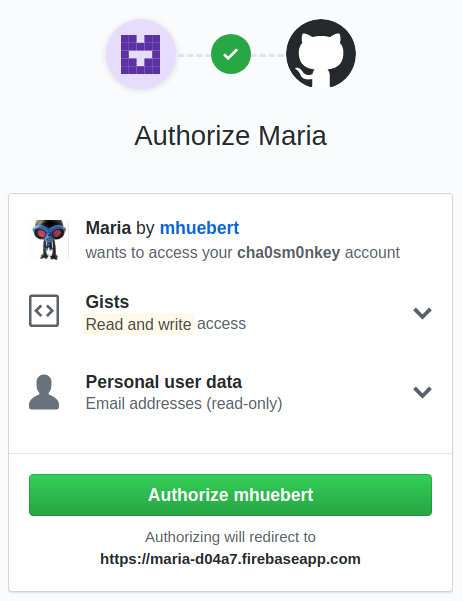 Authorize Maria
Maria by mhuebert
wants to access your cha0sm0nkey account
Gists
Read and write access
Personal user data
Email addresses (read-only)
Authorize mhuebert
Authorizing will redirect to
https://maria-d04a7.firebaseapp.com